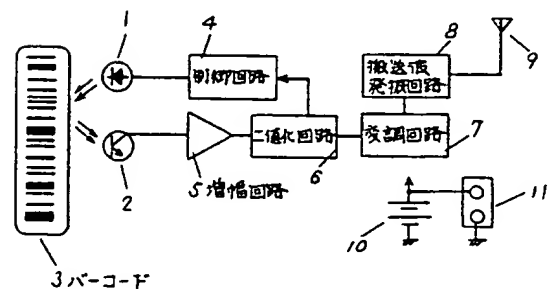 1
4
制御回路
8
搬送波
発振回路
9
2
5 増幅回路
二値化回路
6
変調回路
7
10
11
3 バーコード